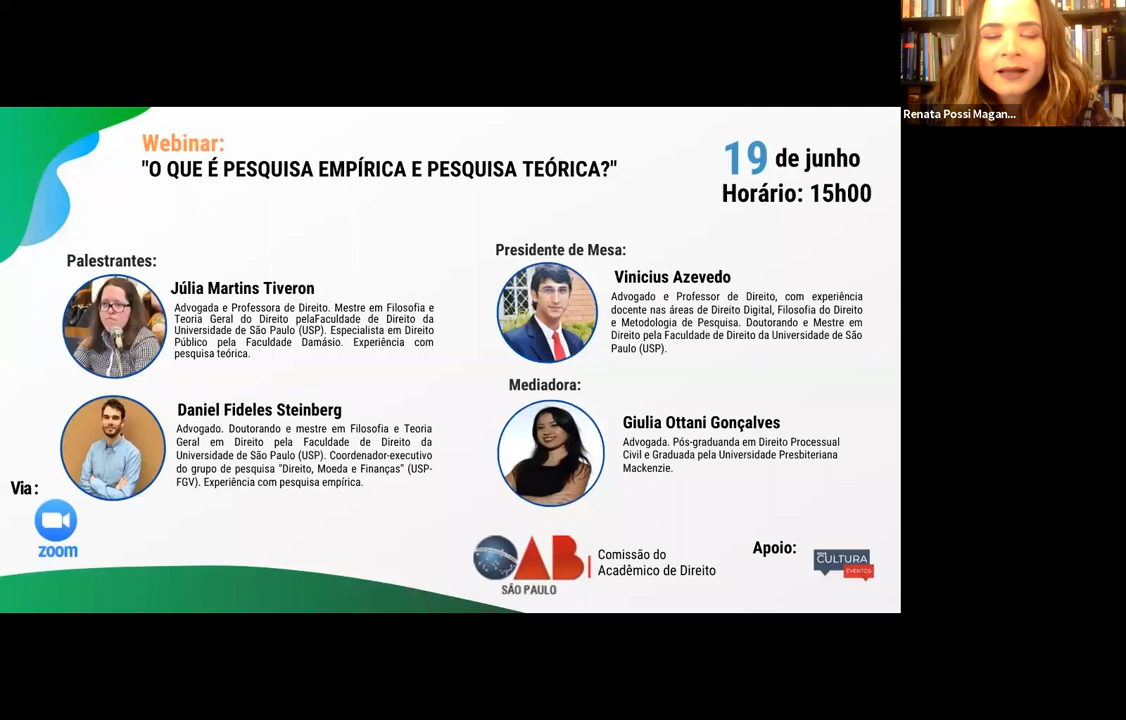 Renata Possi Magan...
Webinar:
"O QUE É PESQUISA EMPÍRICA E PESQUISA TEÓRICA?"
19 de junho
Horário: 15h00
Palestrantes:
Júlia Martins Tiveron
Advogada e Professora de Direito. Mestre em Filosofia e
Teoria Geral do Direito pelaFaculdade de Direito da
Universidade de São Paulo (USP). Especialista em Direito
Público pela Faculdade Damásio. Experiência com
pesquisa teórica.
Daniel Fideles Steinberg
Advogado. Doutorando e mestre em Filosofia e Teoria
Geral em Direito pela Faculdade de Direito da
Universidade de São Paulo (USP). Coordenador-executivo
do grupo de pesquisa "Direito, Moeda e Finanças" (USP-
FGV). Experiência com pesquisa empírica.
Presidente de Mesa:
Vinicius Azevedo
Advogado e Professor de Direito, com experiência
docente nas áreas de Direito Digital, Filosofia do Direito
e Metodologia de Pesquisa. Doutorando e Mestre em
Direito pela Faculdade de Direito da Universidade de São
Paulo (USP).
Mediadora:
Giulia Ottani Gonçalves
Advogada. Pós-graduanda em Direito Processual
Civil e Graduada pela Universidade Presbiteriana
Mackenzie.
Via:
zoom
OAB
SÃO PAULO
Comissão do
Acadêmico de Direito
Apoio:
CULTURA
EVENTOS